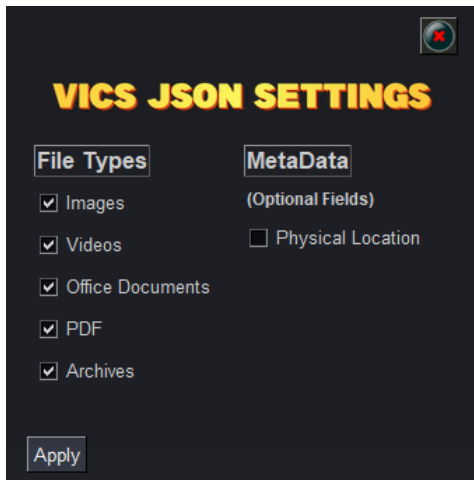 VICS JSON SETTINGS
File Types
Images
Videos
Office Documents
PDF
Archives
MetaData
(Optional Fields)
Physical Location
Apply